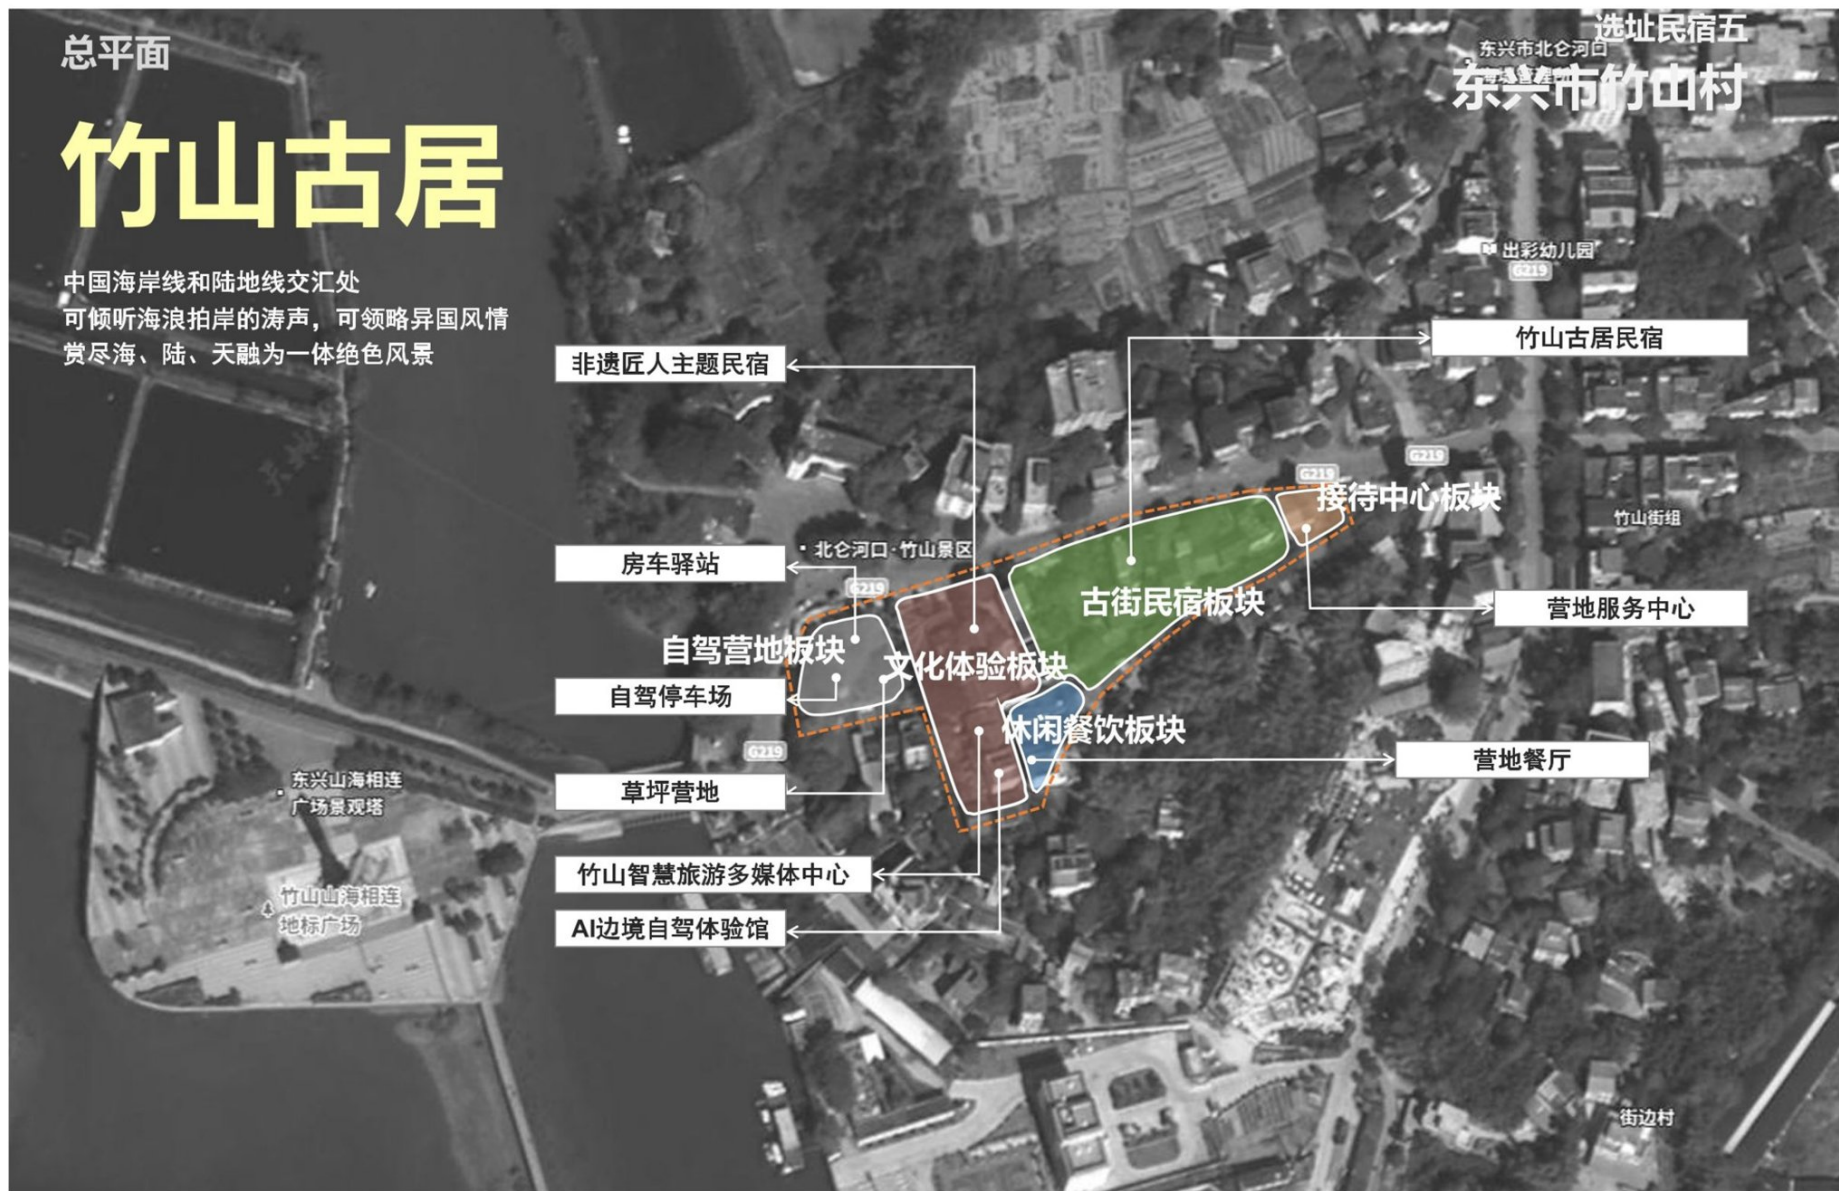 总平面
竹山古居
中国海岸线和陆地线交汇处
可倾听海浪拍岸的涛声，可领略异国风情
赏尽海、陆、天融为一体绝色风景
选址民宿五
东兴市北仑河口
东兴市竹山村
出彩幼儿园
G219
竹山古居民宿
非遗匠人主题民宿
G219
G219
接待中心板块
竹山街组
北仑河口·竹山景区
房车驿站
G219
古街民宿板块
营地服务中心
自驾营地板块
文化体验板块
自驾停车场
休闲餐饮板块
G219
营地餐厅
东兴山海相连
广场景观塔
草坪营地
竹山智慧旅游多媒体中心
竹山山海相连
地标广场
AI边境自驾体验馆
街边村